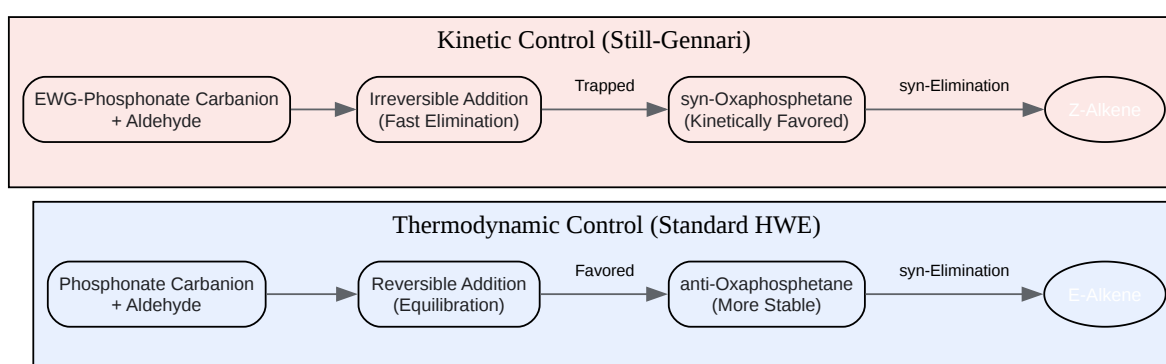 Kinetic Control (Still-Gennari)
EWG-Phosphonate Carbanion
+ Aldehyde
Irreversible Addition
(Fast Elimination)
Trapped
syn-Oxaphosphetane
(Kinetically Favored)
syn-Elimination
Z-Alkene
Thermodynamic Control (Standard HWE)
Phosphonate Carbanion
+ Aldehyde
Reversible Addition
(Equilibration)
Favored
anti-Oxaphosphetane
(More Stable)
syn-Elimination
E-Alkene